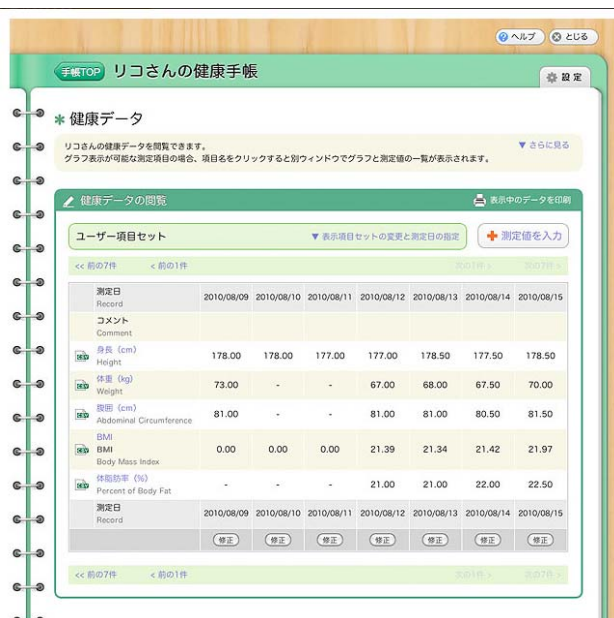 ヘルプ とじる
手帳TOP リコさんの健康手帳
設定
健康データ
リコさんの健康データを閲覧できます。
▼ さらに見る
グラフ表示が可能な測定項目の場合、項目名をクリックすると別ウィンドウでグラフと測定値の一覧が表示されます。
健康データの閲覧 表示中のデータを印刷
ユーザー項目セット ▼ 表示項目セットの変更と測定日の指定 測定値を入力
<< 前の7件 < 前の1件 次の1件 > 次の7件 >
測定日
Record
2010/08/09 2010/08/10 2010/08/11 2010/08/12 2010/08/13 2010/08/14 2010/08/15
コメント
Comment
身長（cm）
Height
178.00 178.00 177.00 177.00 178.50 177.50 178.50
体重（kg）
Weight
73.00 - - 67.00 68.00 67.50 70.00
腹囲（cm）
Abdominal Circumference
81.00 - - 81.00 81.00 80.50 81.50
BMI
BMI
Body Mass Index
0.00 0.00 0.00 21.39 21.34 21.42 21.97
体脂肪率（%）
Percent of Body Fat
- - - 21.00 21.00 22.00 22.50
測定日
Record
2010/08/09 2010/08/10 2010/08/11 2010/08/12 2010/08/13 2010/08/14 2010/08/15
修正 修正 修正 修正 修正 修正 修正
<< 前の7件 < 前の1件 次の1件 > 次の7件 >